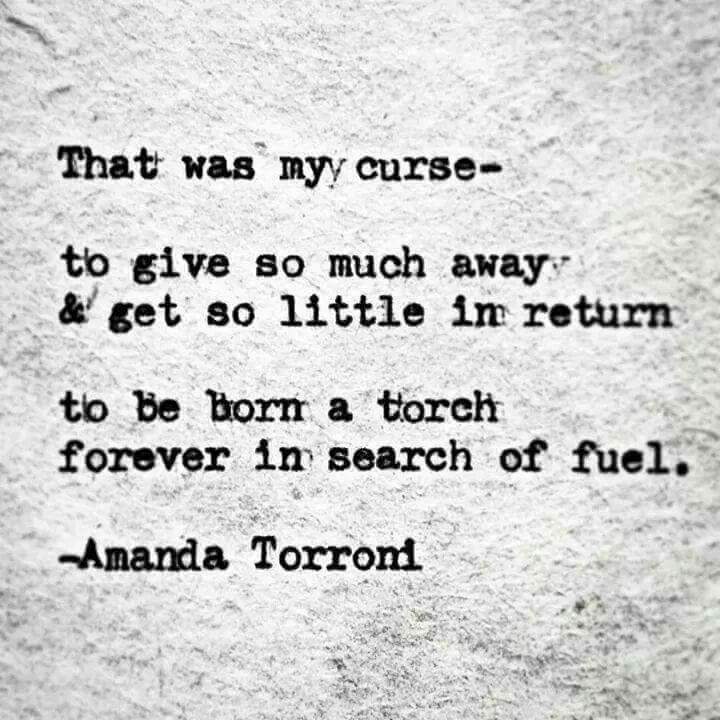 That was my curse-
to give so much away
& get so little in return
to be born a torch
forever in search of fuel.
-Amanda Torroni